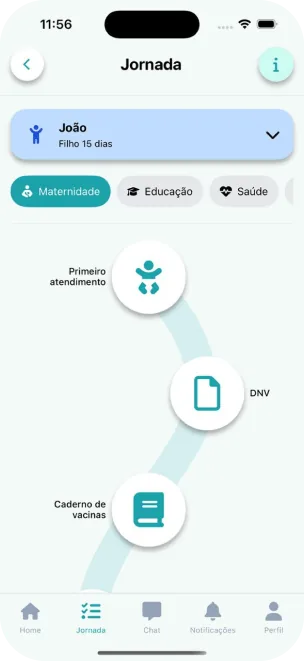 11:56
Jornada
i
João
Filho 15 dias
Maternidade
Educação
Saúde
Primeiro
atendimento
DNV
Caderno de
vacinas
Home
Jornada
Chat
Notificações
Perfil